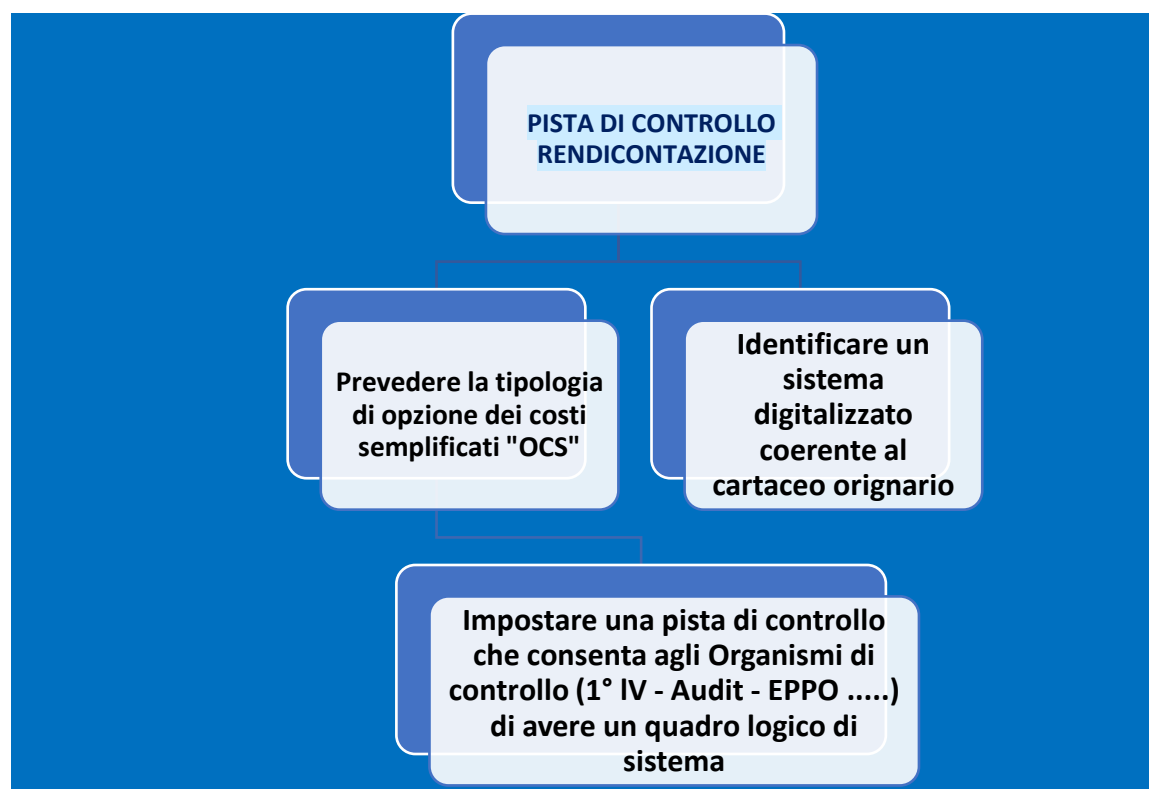 PISTA DI CONTROLLO
RENDICONTAZIONE
Prevedere la tipologia
di opzione dei costi
semplificati "OCS"
Identificare un
sistema
digitalizzato
coerente al
cartaceo orignario
Impostare una pista di controllo
che consenta agli Organismi di
controllo (1° lV - Audit - EPPO .....)
di avere un quadro logico di
sistema